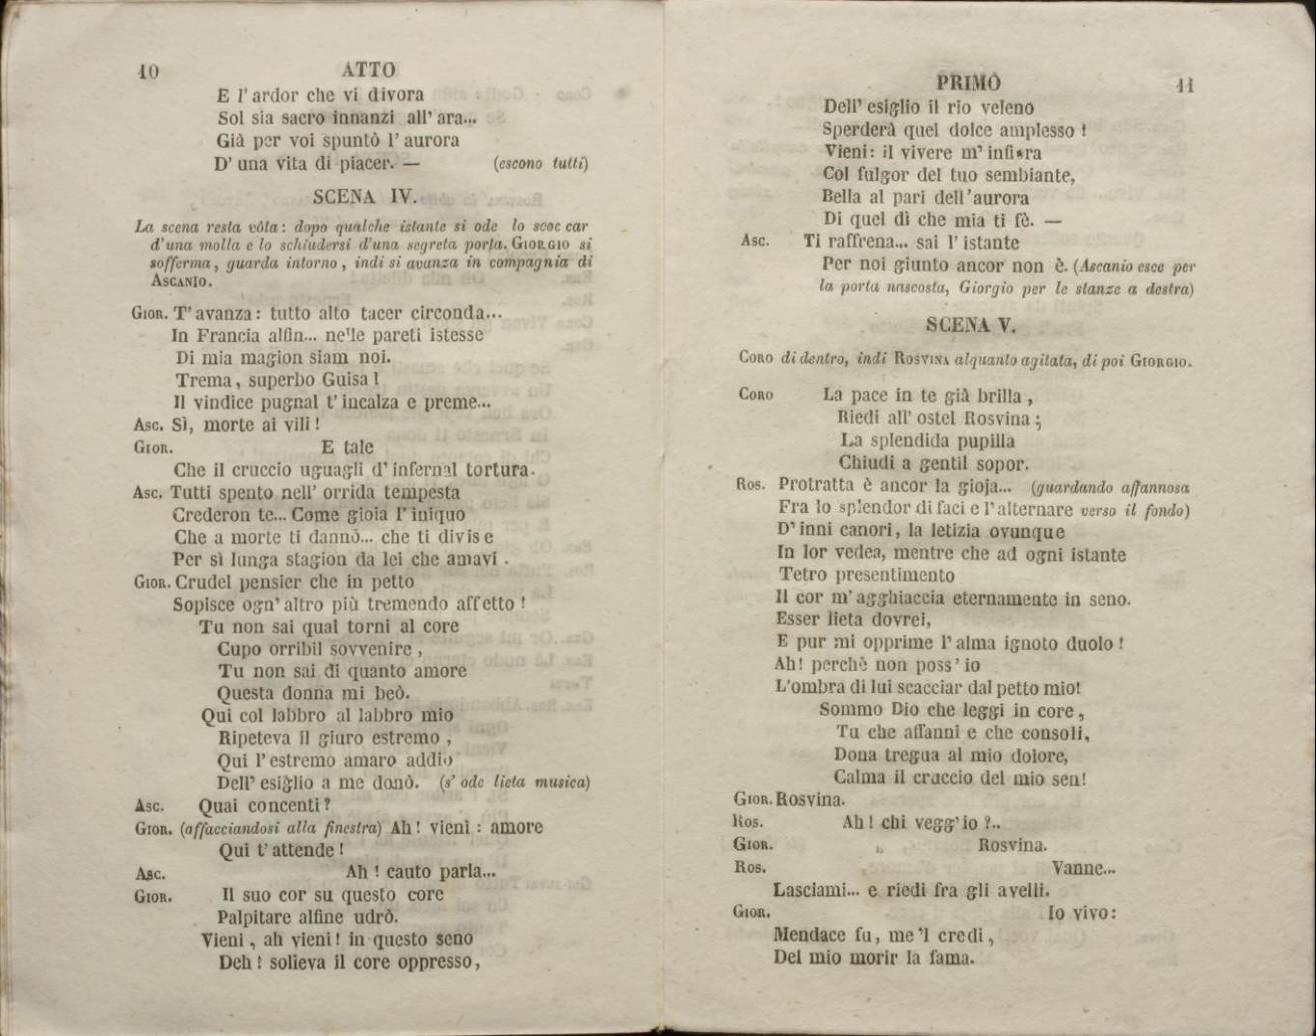 10
ATTO
E l'ardor che vi divora
Sol sia sacro innanzi all'ara...
Già per voi spuntò l'aurora
D'una vita di piacer. — (escono tutti)
SCENA IV.
La scena resta vôta: dopo qualche istante si ode lo scoccar
d'una molla e lo schiudersi d'una segreta porta. GIORGIO si
sofferma, guarda intorno, indi si avanza in compagnia di
ASCANIO.
GIOR. T'avanza: tutto alto tacer circonda...
In Francia alfin... nelle pareti istesse
Di mia magion siam noi.
Trema, superbo Guisa!
Il vindice pugnal t'incalza e preme...
ASC. Sì, morte ai vili!
GIOR. E tale
Che il cruccio uguagli d'infernal tortura.
ASC. Tutti spento nell'orrida tempesta
Crederon te... Come gioia l'iniquo
Che a morte ti dannò... che ti divise
Per sì lunga stagion da lei che amavi.
GIOR. Crudel pensier che in petto
Sopisce ogn'altro più tremendo affetto!
Tu non sai qual torni al core
Cupo orribil sovvenire,
Tu non sai di quanto amore
Questa donna mi beò.
Qui col labbro al labbro mio
Ripeteva il giuro estremo,
Qui l'estremo amaro addio
Dell'esiglio a me donò. (s'ode lieta musica)
ASC. Quai concenti?
GIOR. (affacciandosi alla finestra) Ah! vieni: amore
Qui t'attende!
ASC. Ah! cauto parla...
GIOR. Il suo cor su questo core
Palpitare alfine udrò.
Vieni, ah vieni! in questo seno
Deh! solieva il core oppresso,
PRIMO
11
Dell'esiglio il rio veleno
Sperderà quel dolce amplesso!
Vieni: il vivere m'infiora
Col fulgor del tuo sembiante,
Bella al pari dell'aurora
Di quel dì che mia ti fè. —
ASC. Ti raffrena... sai l'istante
Per noi giunto ancor non è. (Ascanio esce per
la porta nascosta, Giorgio per le stanze a destra)
SCENA V.
CORO di dentro, indi ROSVINA alquanto agitata, di poi GIORGIO.
CORO La pace in te già brilla,
Riedi all'ostel Rosvina;
La splendida pupilla
Chiudi a gentil sopor.
ROS. Protratta è ancor la gioja... (guardando affannosa
Fra lo splendor di faci e l'alternare verso il fondo)
D'inni canori, la letizia ovunque
In lor vedea, mentre che ad ogni istante
Tetro presentimento
Il cor m'agghiaccia eternamente in seno.
Esser lieta dovrei,
E pur mi opprime l'alma ignoto duolo!
Ah! perchè non poss'io
L'ombra di lui scacciar dal petto mio!
Sommo Dio che leggi in core,
Tu che affanni e che consoli,
Dona tregua al mio dolore,
Calma il cruccio del mio sen!
GIOR. Rosvina.
ROS. Ah! chi vegg'io?..
GIOR. Rosvina.
ROS. Vanne...
Lasciami... e riedi fra gli avelli.
GIOR. Io vivo:
Mendace fu, me'l credi,
Del mio morir la fama.